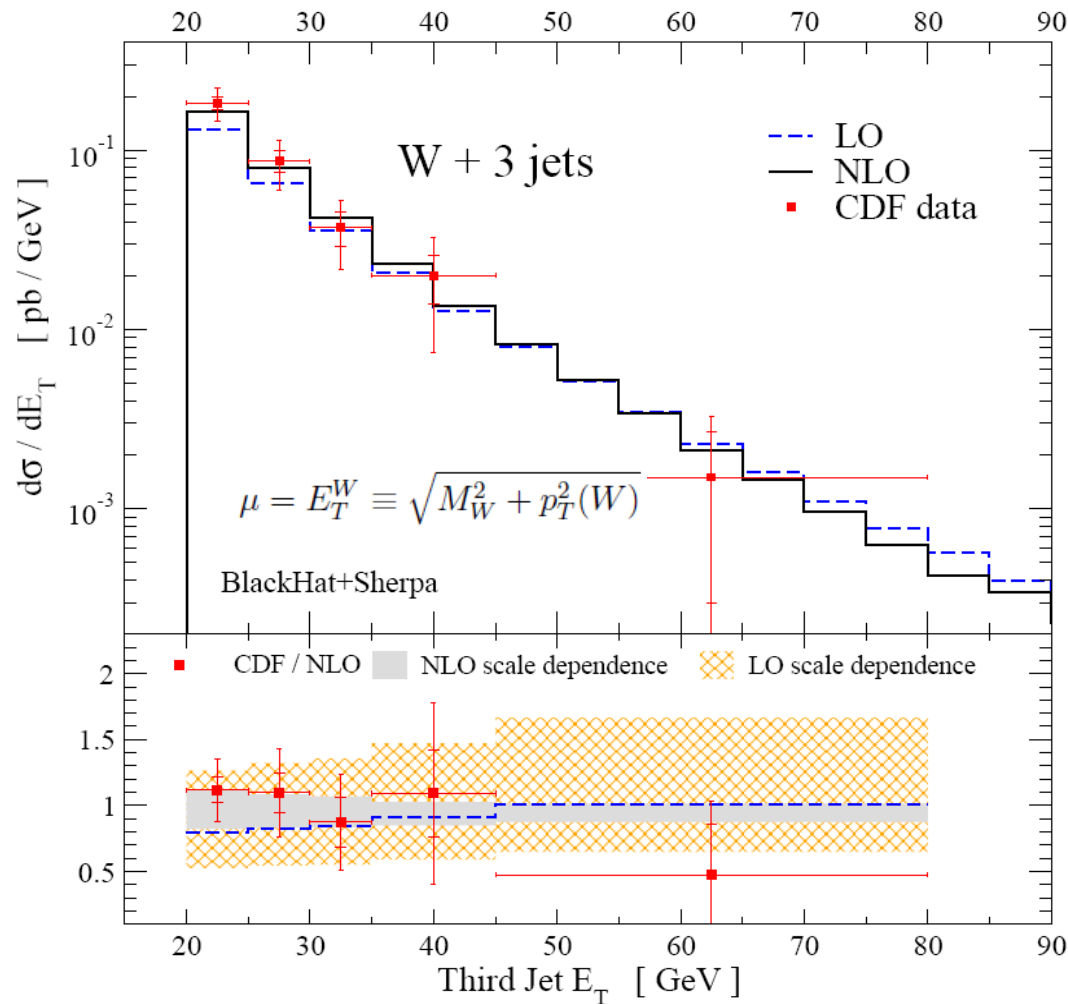 20 30 40 50 60 70 80 90
10^-1
10^-2
10^-3
dσ / dE_T [ pb / GeV ]
W + 3 jets
LO
NLO
CDF data
μ = E_T^W ≡ √(M_W^2 + p_T^2(W))
BlackHat+Sherpa
CDF / NLO
NLO scale dependence
LO scale dependence
2
1.5
1
0.5
20 30 40 50 60 70 80 90
Third Jet E_T [ GeV ]